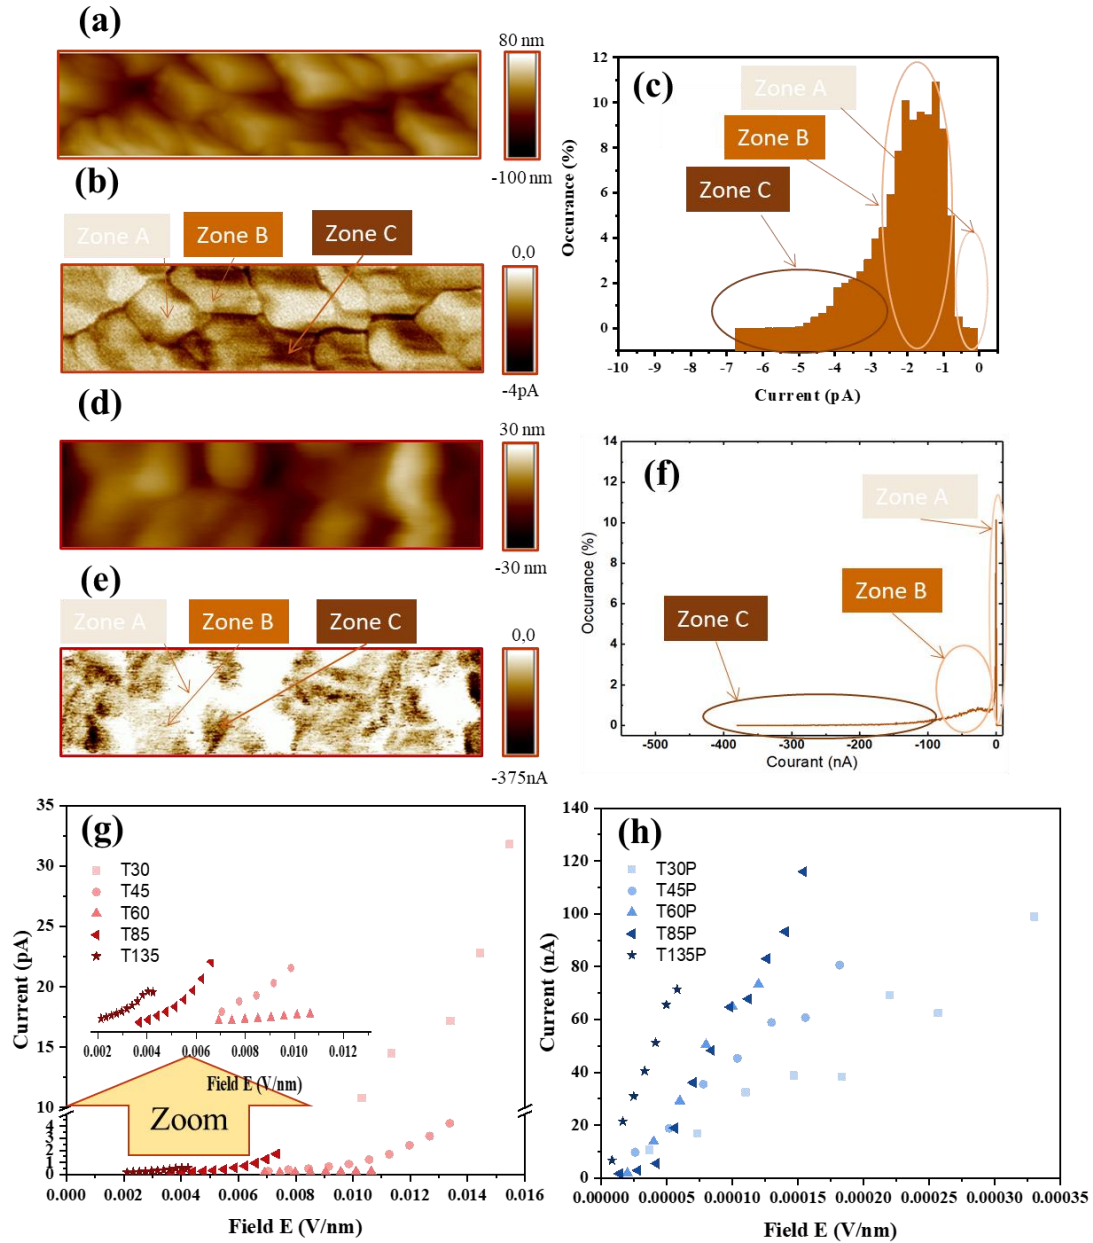 (a)
80 nm
-100 nm
(b)
Zone A
Zone B
Zone C
0,0
-4pA
(c)
Zone A
Zone B
Zone C
Occurance (%)
12
10
8
6
4
2
0
-10 -9 -8 -7 -6 -5 -4 -3 -2 -1 0
Current (pA)
(d)
30 nm
-30 nm
(e)
Zone A
Zone B
Zone C
0,0
-375nA
(f)
Zone A
Zone B
Zone C
Occurance (%)
14
12
10
8
6
4
2
0
-500 -400 -300 -200 -100 0
Courant (nA)
(g)
T30
T45
T60
T85
T135
Current (pA)
35
30
25
20
15
10
5
4
3
2
1
0
0.002 0.004 0.006 0.008 0.010 0.012
Field E (V/nm)
Zoom
0.000 0.002 0.004 0.006 0.008 0.010 0.012 0.014 0.016
Field E (V/nm)
(h)
T30P
T45P
T60P
T85P
T135P
Current (nA)
140
120
100
80
60
40
20
0
0.00000 0.00005 0.00010 0.00015 0.00020 0.00025 0.00030 0.00035
Field E (V/nm)